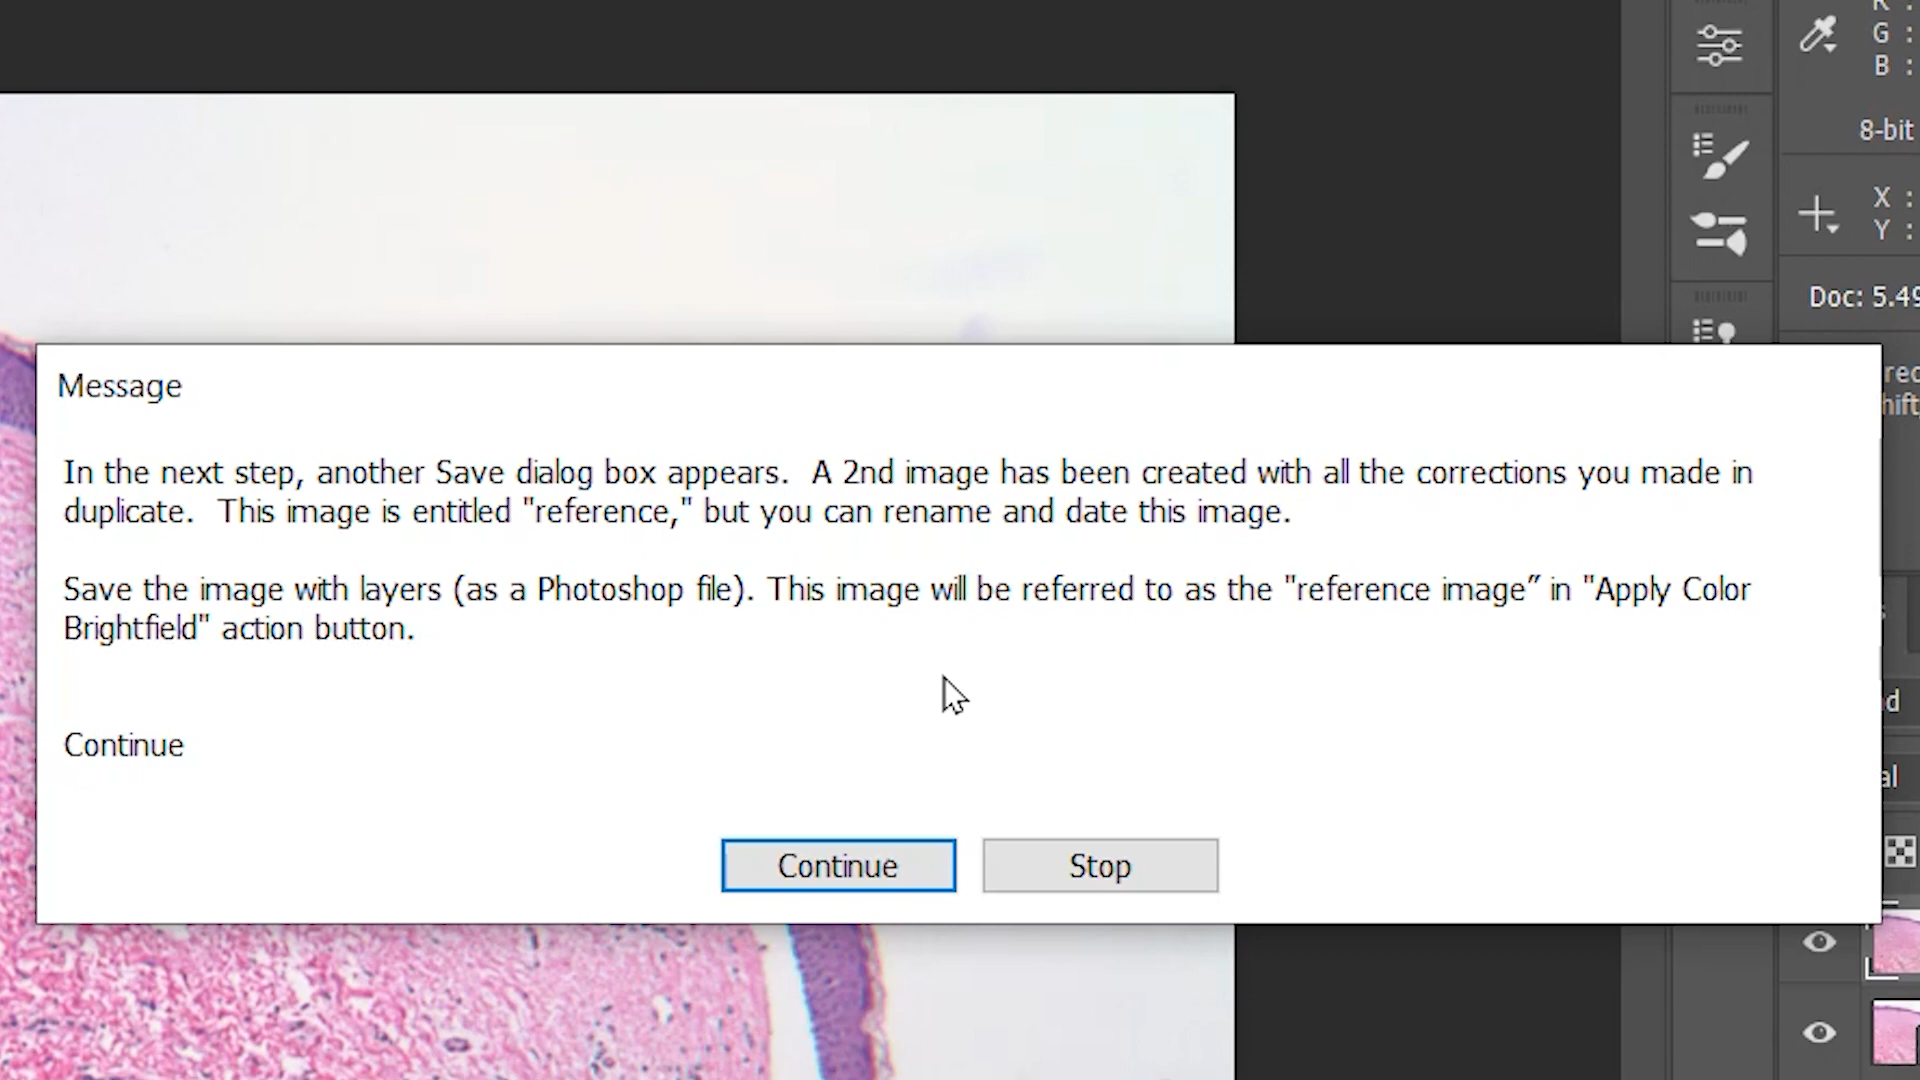 G :
B :
8-bit
X :
Y :
Doc: 5.49
Message
In the next step, another Save dialog box appears.  A 2nd image has been created with all the corrections you made in
duplicate.  This image is entitled "reference," but you can rename and date this image.
Save the image with layers (as a Photoshop file). This image will be referred to as the "reference image” in "Apply Color
Brightfield" action button.
Continue
Continue
Stop